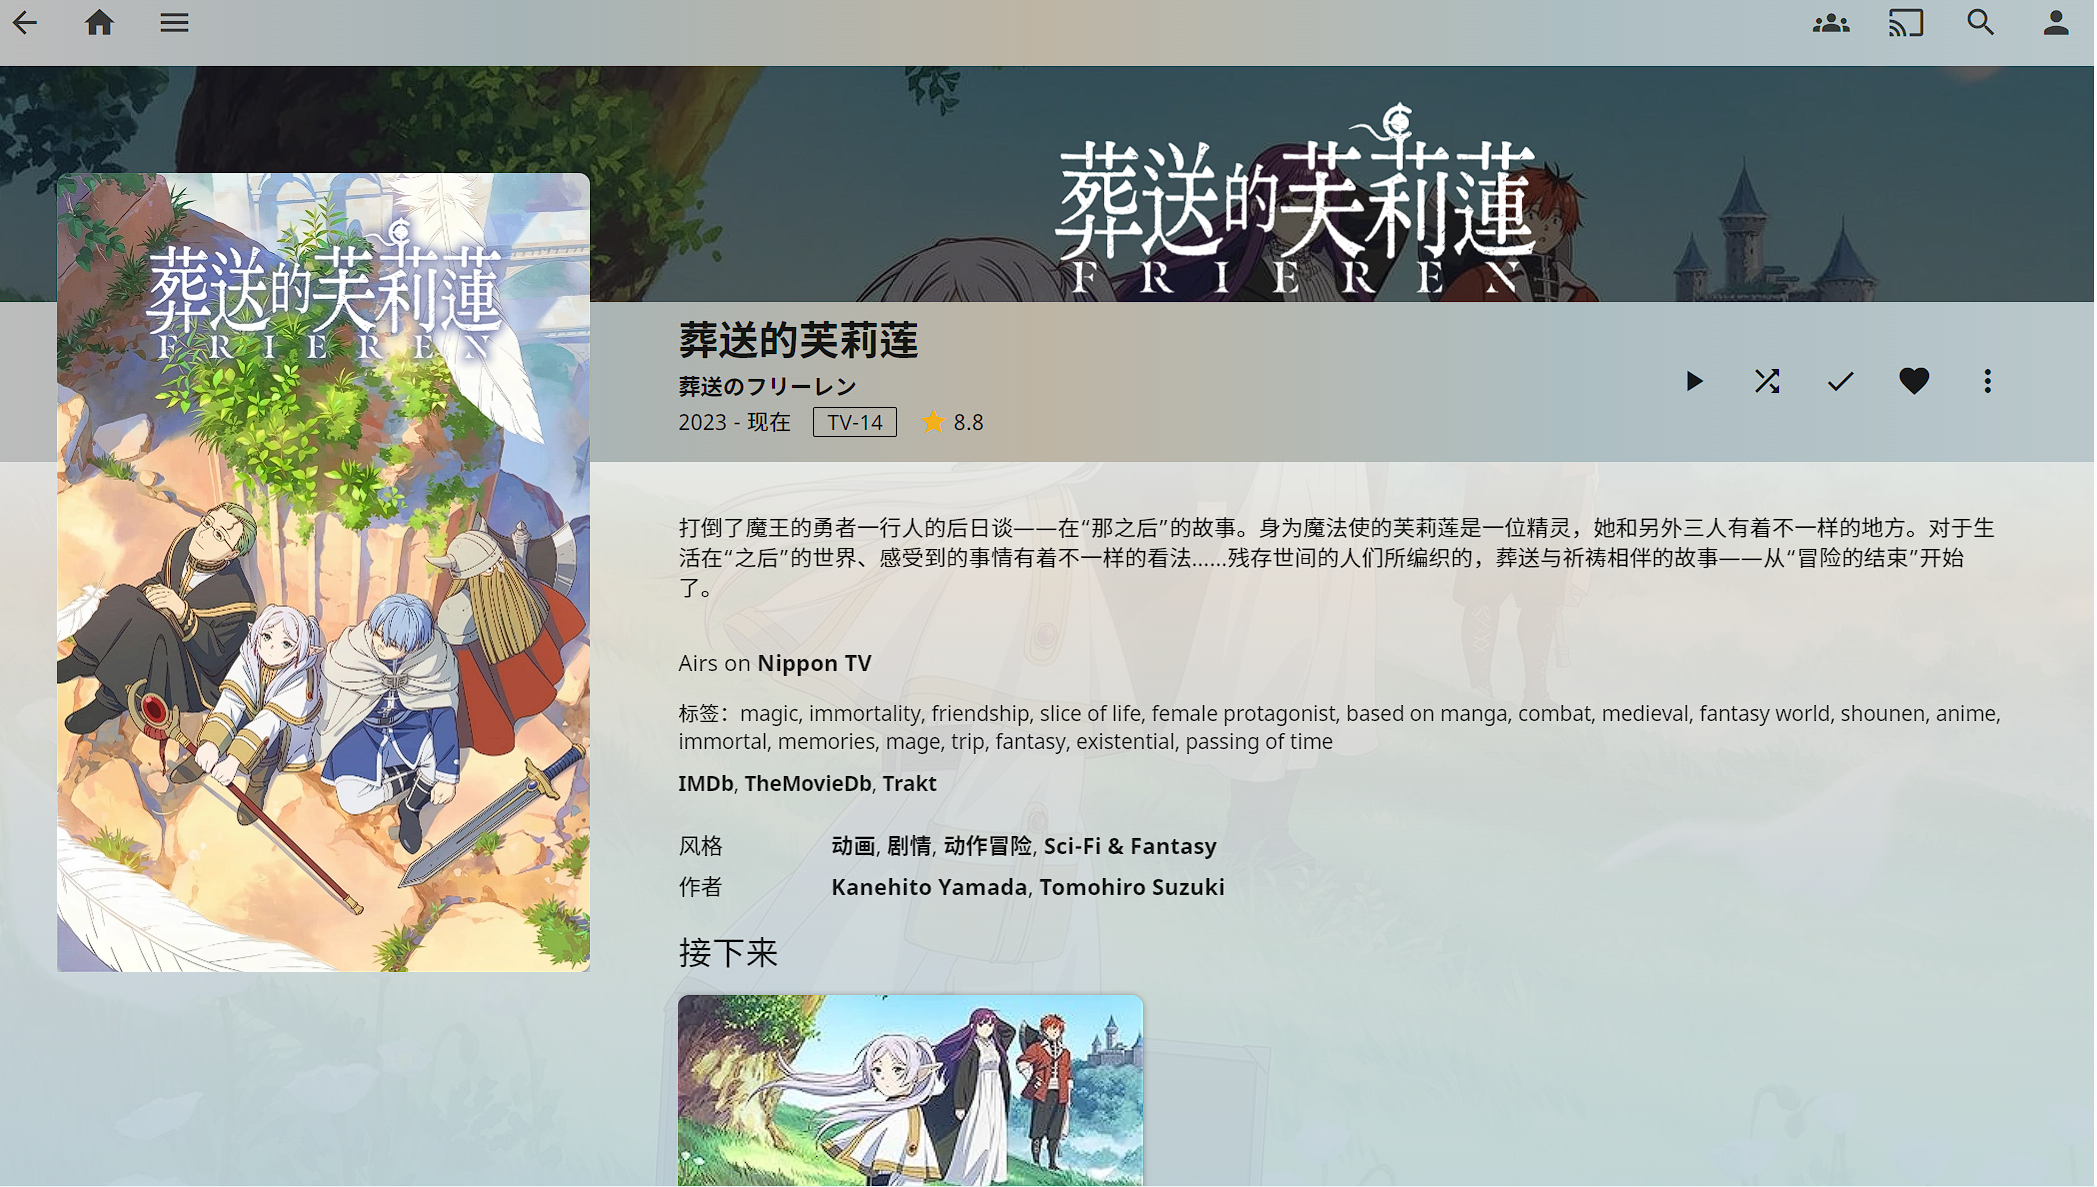 葬送的芙莉蓮
FRIEREN
葬送的芙莉蓮
FRIEREN
葬送的芙莉莲
葬送のフリーレン
2023 - 现在 TV-14 8.8
打倒了魔王的勇者一行人的后日谈——在“那之后”的故事。身为魔法使的芙莉莲是一位精灵，她和另外三人有着不一样的地方。对于生
活在“之后”的世界、感受到的事情有着不一样的看法……残存世间的人们所编织的，葬送与祈祷相伴的故事——从“冒险的结束”开始
了。
Airs on Nippon TV
标签：magic, immortality, friendship, slice of life, female protagonist, based on manga, combat, medieval, fantasy world, shounen, anime,
immortal, memories, mage, trip, fantasy, existential, passing of time
IMDb, TheMovieDb, Trakt
风格 动画, 剧情, 动作冒险, Sci-Fi & Fantasy
作者 Kanehito Yamada, Tomohiro Suzuki
接下来